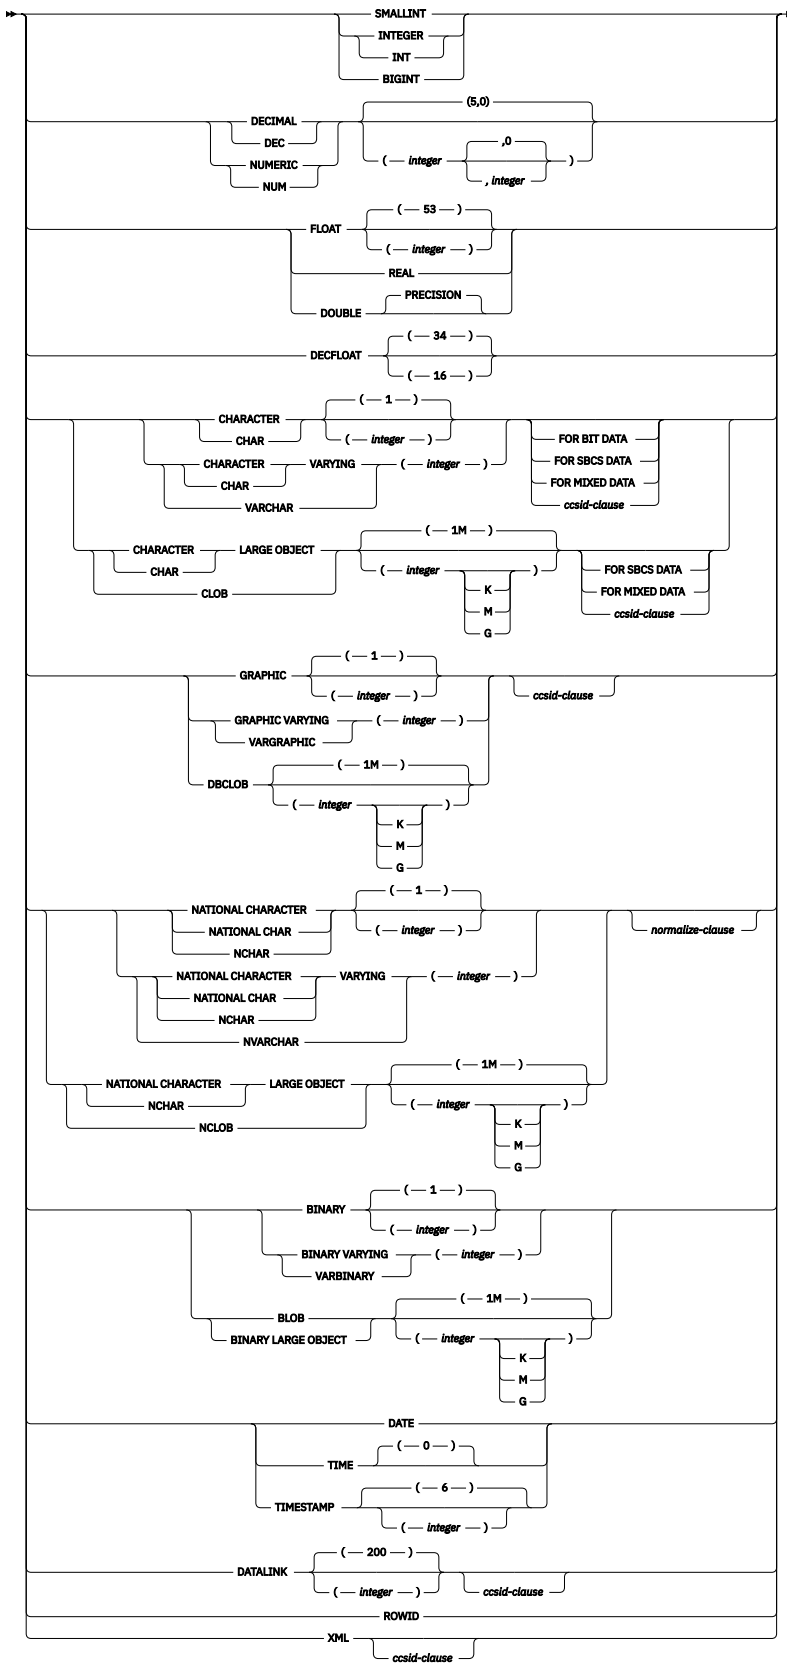 SMALLINT
INTEGER
INT
BIGINT
(5,0)
DECIMAL
DEC
,0
NUMERIC
( integer )
NUM
, integer
( 53 )
FLOAT
( integer )
REAL
PRECISION
DOUBLE
( 34 )
DECFLOAT
( 16 )
( 1 )
CHARACTER
CHAR ( integer ) FOR BIT DATA
CHARACTER VARYING ( integer ) FOR SBCS DATA
CHAR FOR MIXED DATA
VARCHAR ccsid-clause
( 1M )
CHARACTER LARGE OBJECT
CHAR ( integer ) FOR SBCS DATA
CLOB K FOR MIXED DATA
M ccsid-clause
G
( 1 )
GRAPHIC
( integer ) ccsid-clause
GRAPHIC VARYING ( integer )
VARGRAPHIC
( 1M )
DBCLOB
( integer )
K
M
G
( 1 )
NATIONAL CHARACTER
NATIONAL CHAR ( integer ) normalize-clause
NCHAR
NATIONAL CHARACTER VARYING ( integer )
NATIONAL CHAR
NCHAR
NVARCHAR
( 1M )
NATIONAL CHARACTER LARGE OBJECT
NCHAR ( integer )
NCLOB K
M
G
( 1 )
BINARY
( integer )
BINARY VARYING ( integer )
VARBINARY
( 1M )
BLOB
BINARY LARGE OBJECT ( integer )
K
M
G
DATE
( 0 )
TIME
( 6 )
TIMESTAMP
( integer )
( 200 )
DATALINK
( integer ) ccsid-clause
ROWID
XML
ccsid-clause